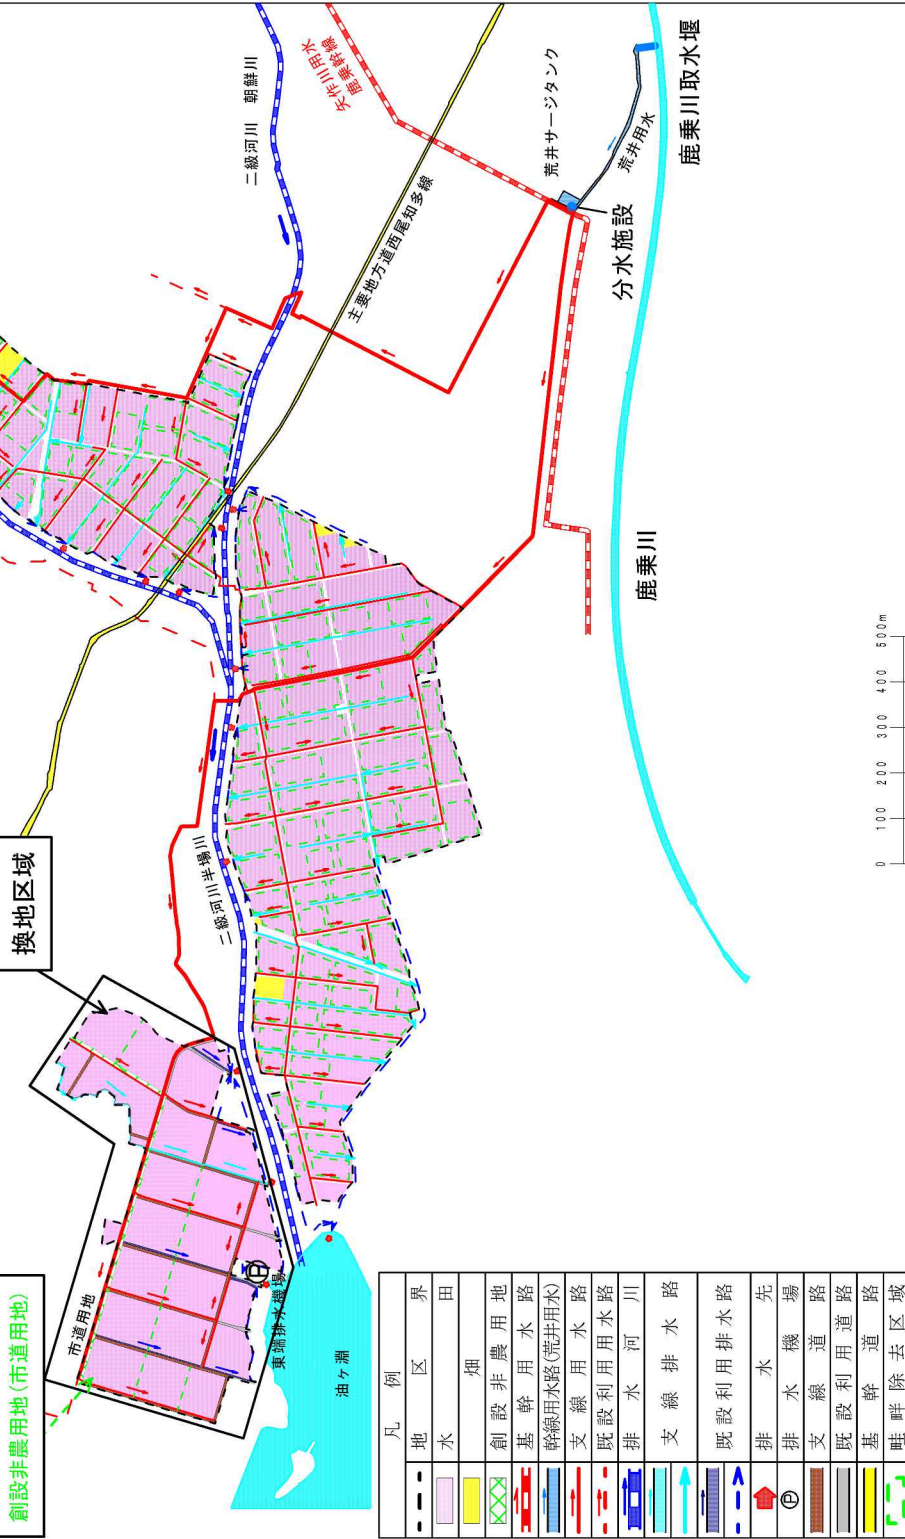 矢作川用水
鹿乗幹線
二級河川　朝鮮川
荒井サージタンク
荒井用水
鹿乗川取水堰
主要地方道西尾知多線
分水施設
鹿乗川
換地区域
二級河川半場川
創設非農用地(市道用地)
市道用地
P
東端排水機場
油ヶ淵
0 100 200 300 400 500m
凡例
地区界
水田
畑
創設非農用地
基幹用水路
幹線用水路(荒井用水)
支線用水路
既設利用用水路
排水河川
支線排水路
既設利用排水路
排水先
P 排水機場
支線道路
既設利用道路
基幹道路
畦畔除去区域